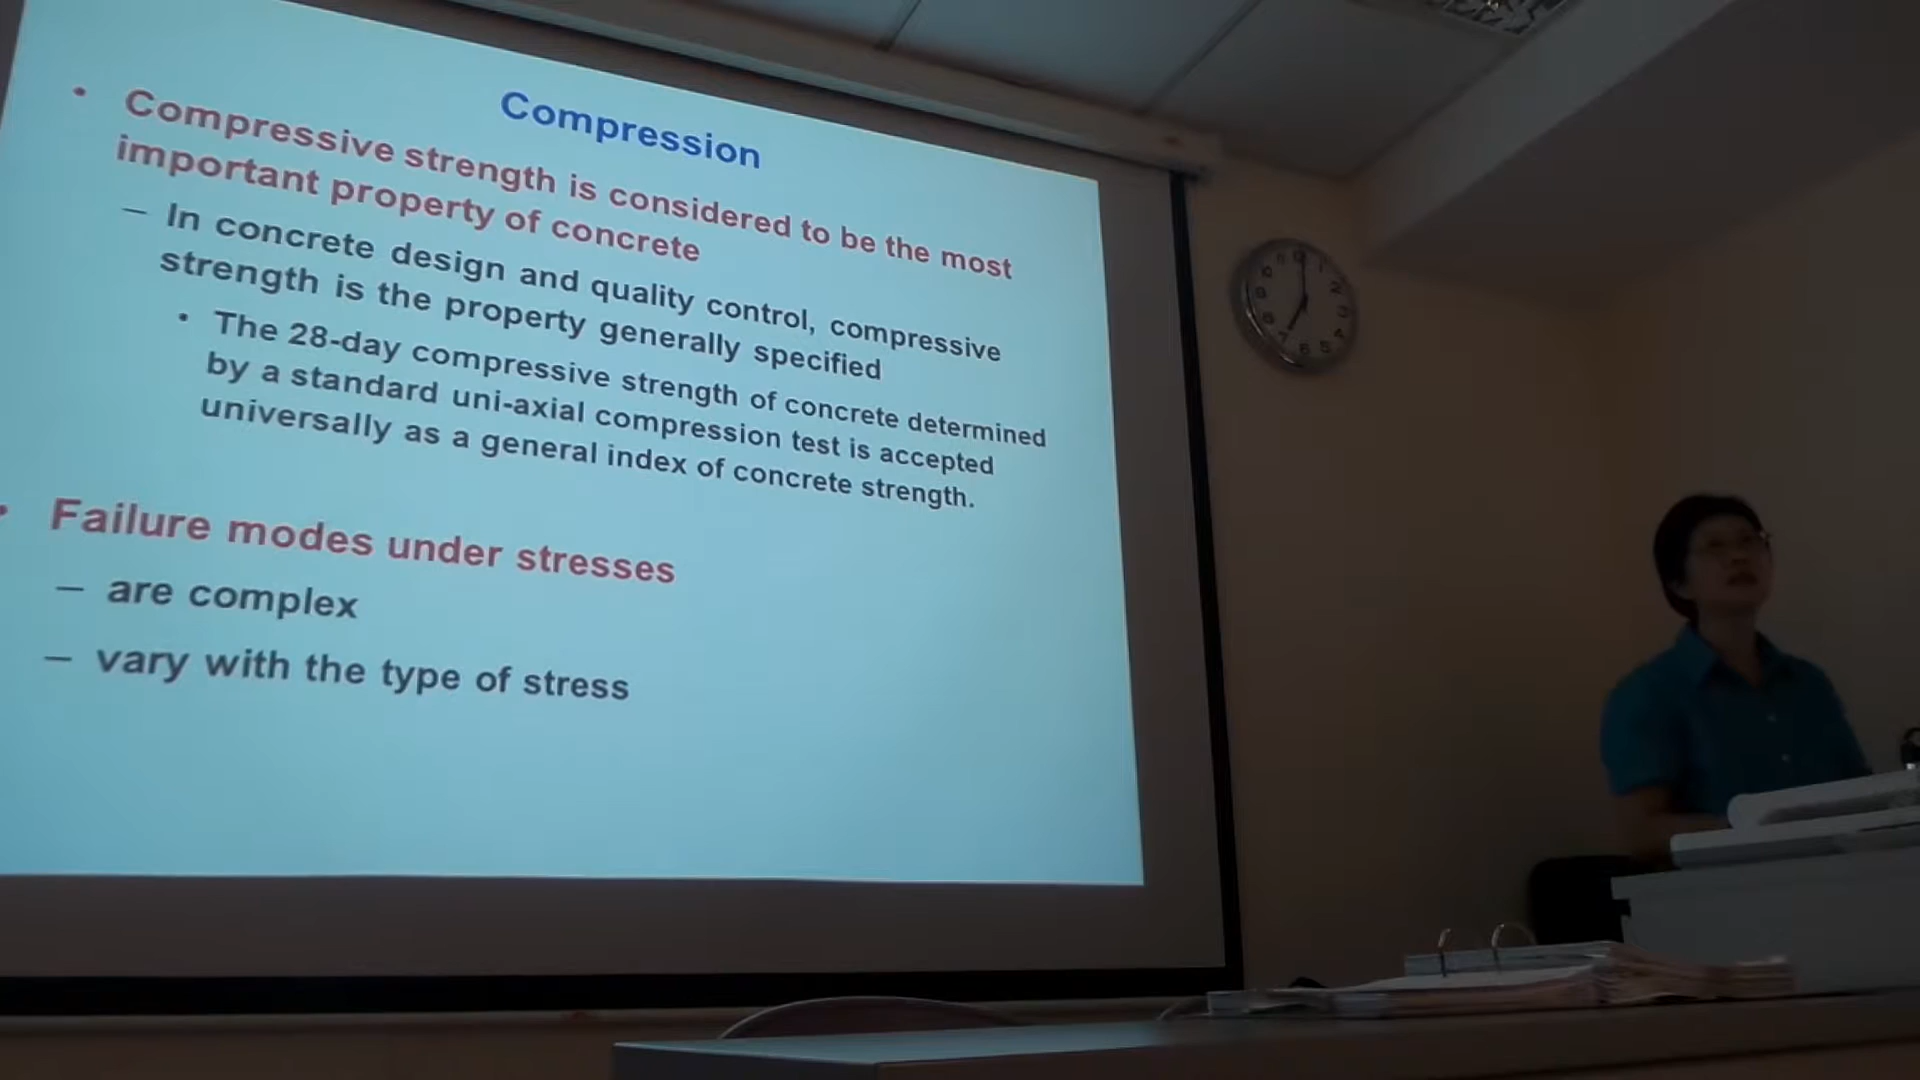 Compression
• Compressive strength is considered to be the most
important property of concrete
– In concrete design and quality control, compressive
strength is the property generally specified
• The 28-day compressive strength of concrete determined
by a standard uni-axial compression test is accepted
universally as a general index of concrete strength.
• Failure modes under stresses
– are complex
– vary with the type of stress